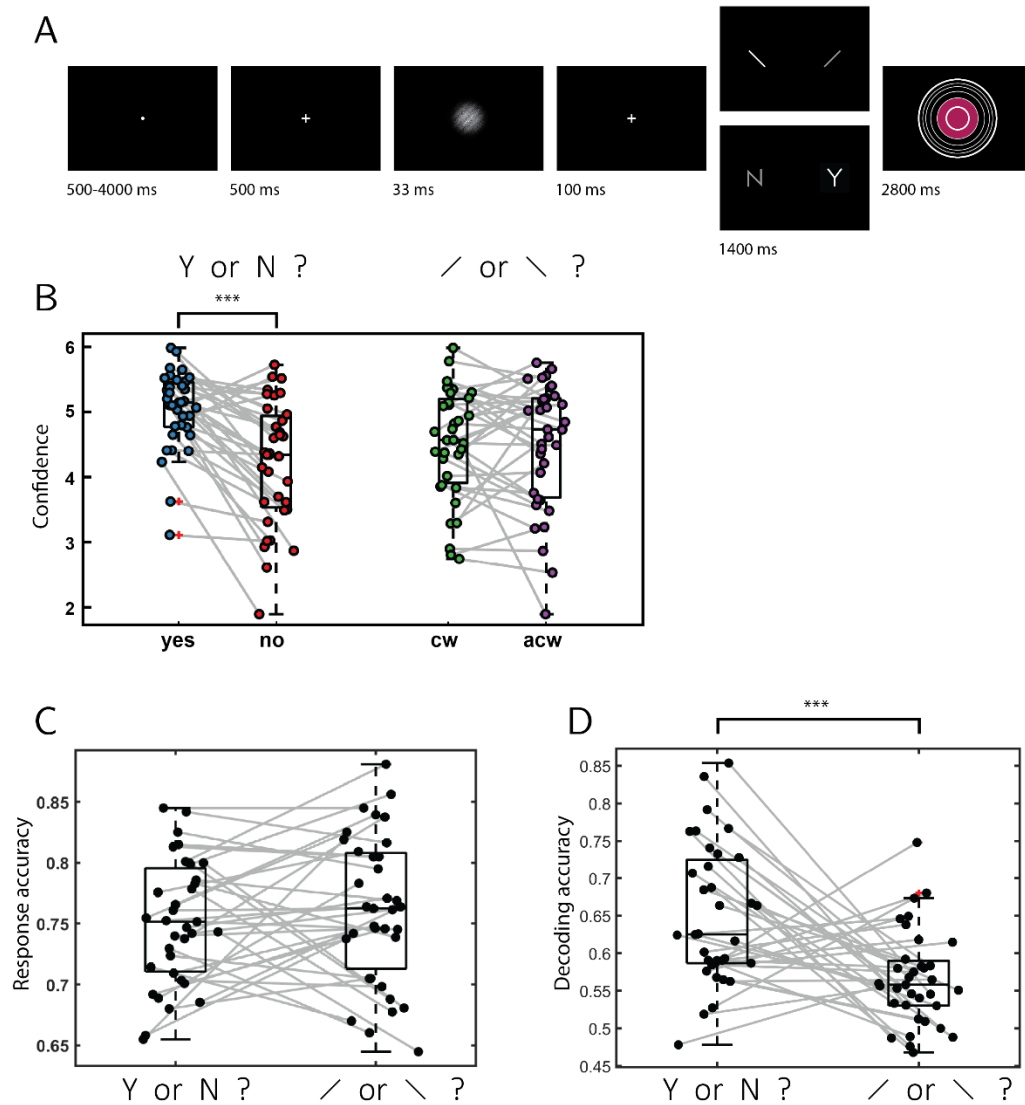 A
N
Y
500-4000 ms
500 ms
33 ms
100 ms
1400 ms
2800 ms
Y or N ?
/ or \ ?
B
***
Confidence
6
5
4
3
2
yes
no
cw
acw
C
Response accuracy
0.85
0.8
0.75
0.7
0.65
Y or N ?
/ or \ ?
D
***
Decoding accuracy
0.85
0.8
0.75
0.7
0.65
0.6
0.55
0.5
0.45
Y or N ?
/ or \ ?